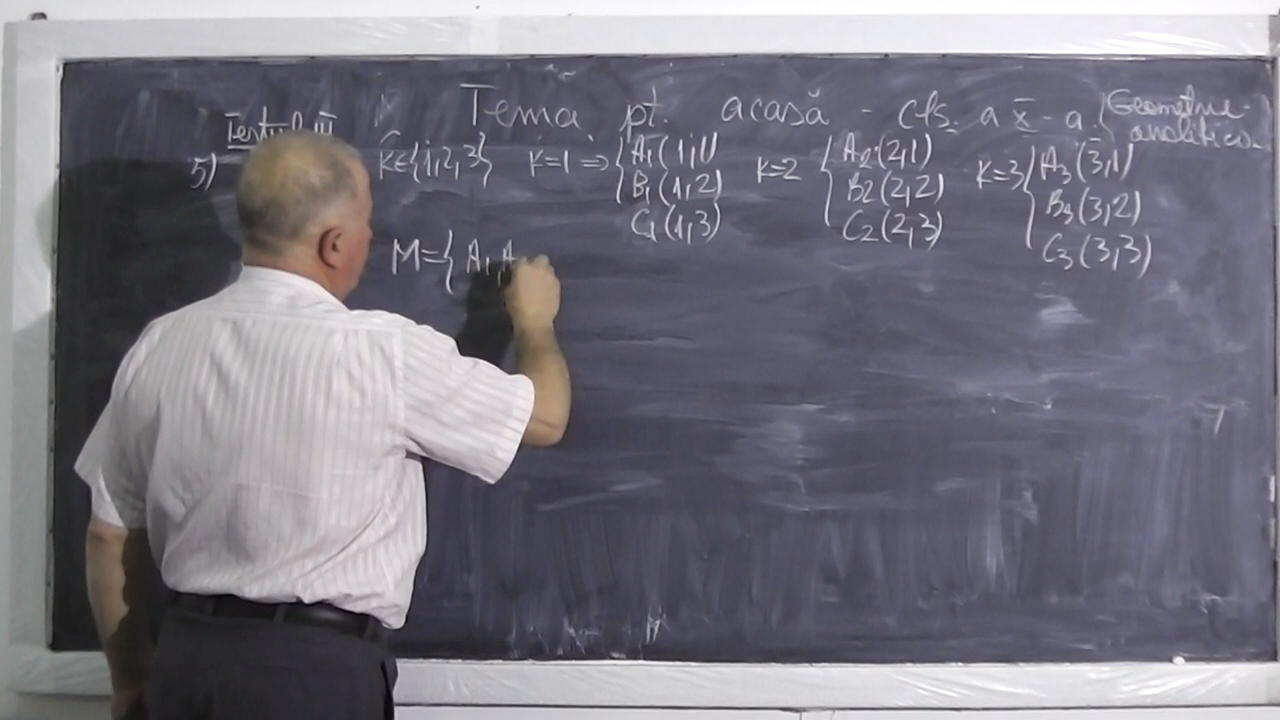 Tema pt. acasă - cls. a X-a. {Geometrie
analitică
Testul III
5) K∈{1,2,3} K=1 ⇒ { A₁(1,1) K=2 { A₂(2,1) K=3 { A₃(3,1)
B₁(1,2) B₂(2,2) B₃(3,2)
C₁(1,3) C₂(2,3) C₃(3,3)
M={ A₁, A